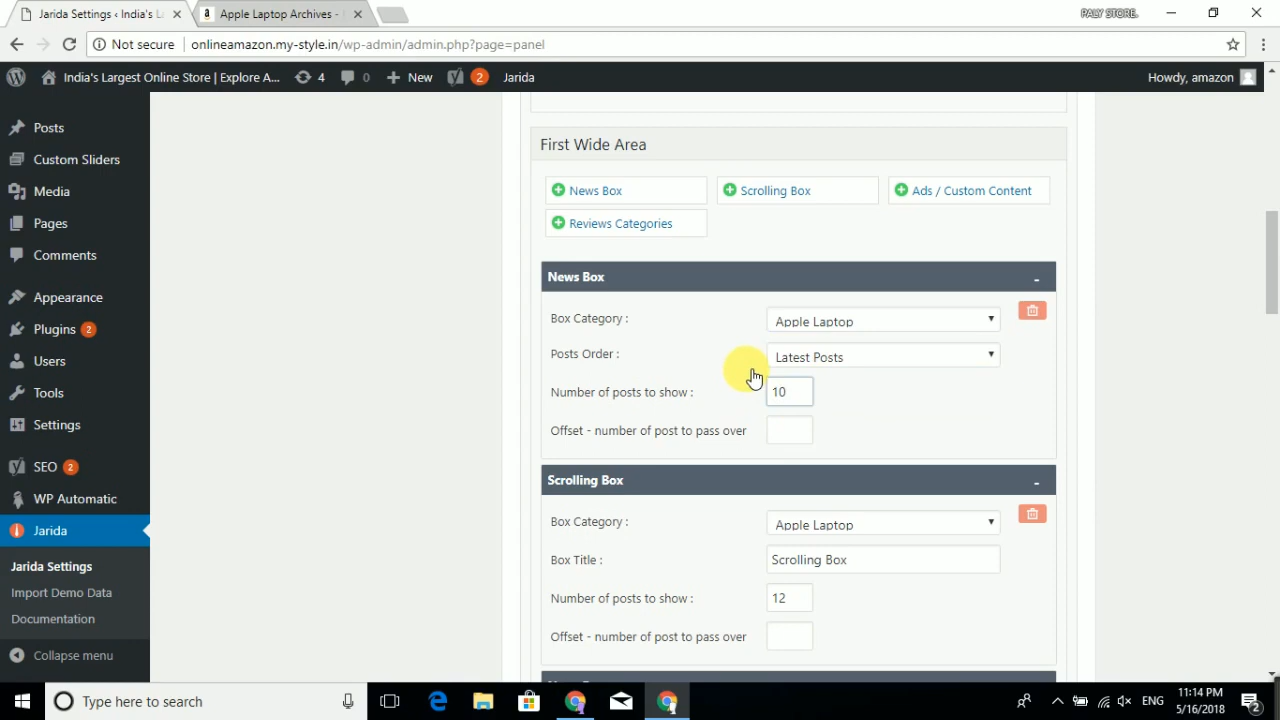 Jarida Settings ‹ India's L
Apple Laptop Archives -
PALY STORE.
Not secure
onlineamazon.my-style.in/wp-admin/admin.php?page=panel
India's Largest Online Store | Explore A...
4
0
New
2
Jarida
Howdy, amazon
Posts
Custom Sliders
Media
Pages
Comments
Appearance
Plugins 2
Users
Tools
Settings
SEO 2
WP Automatic
Jarida
Jarida Settings
Import Demo Data
Documentation
Collapse menu
First Wide Area
News Box
Scrolling Box
Ads / Custom Content
Reviews Categories
News Box
-
Box Category :
Apple Laptop
Posts Order :
Latest Posts
Number of posts to show :
10
Offset - number of post to pass over
Scrolling Box
-
Box Category :
Apple Laptop
Box Title :
Scrolling Box
Number of posts to show :
12
Offset - number of post to pass over
Type here to search
ENG
11:14 PM
5/16/2018
2